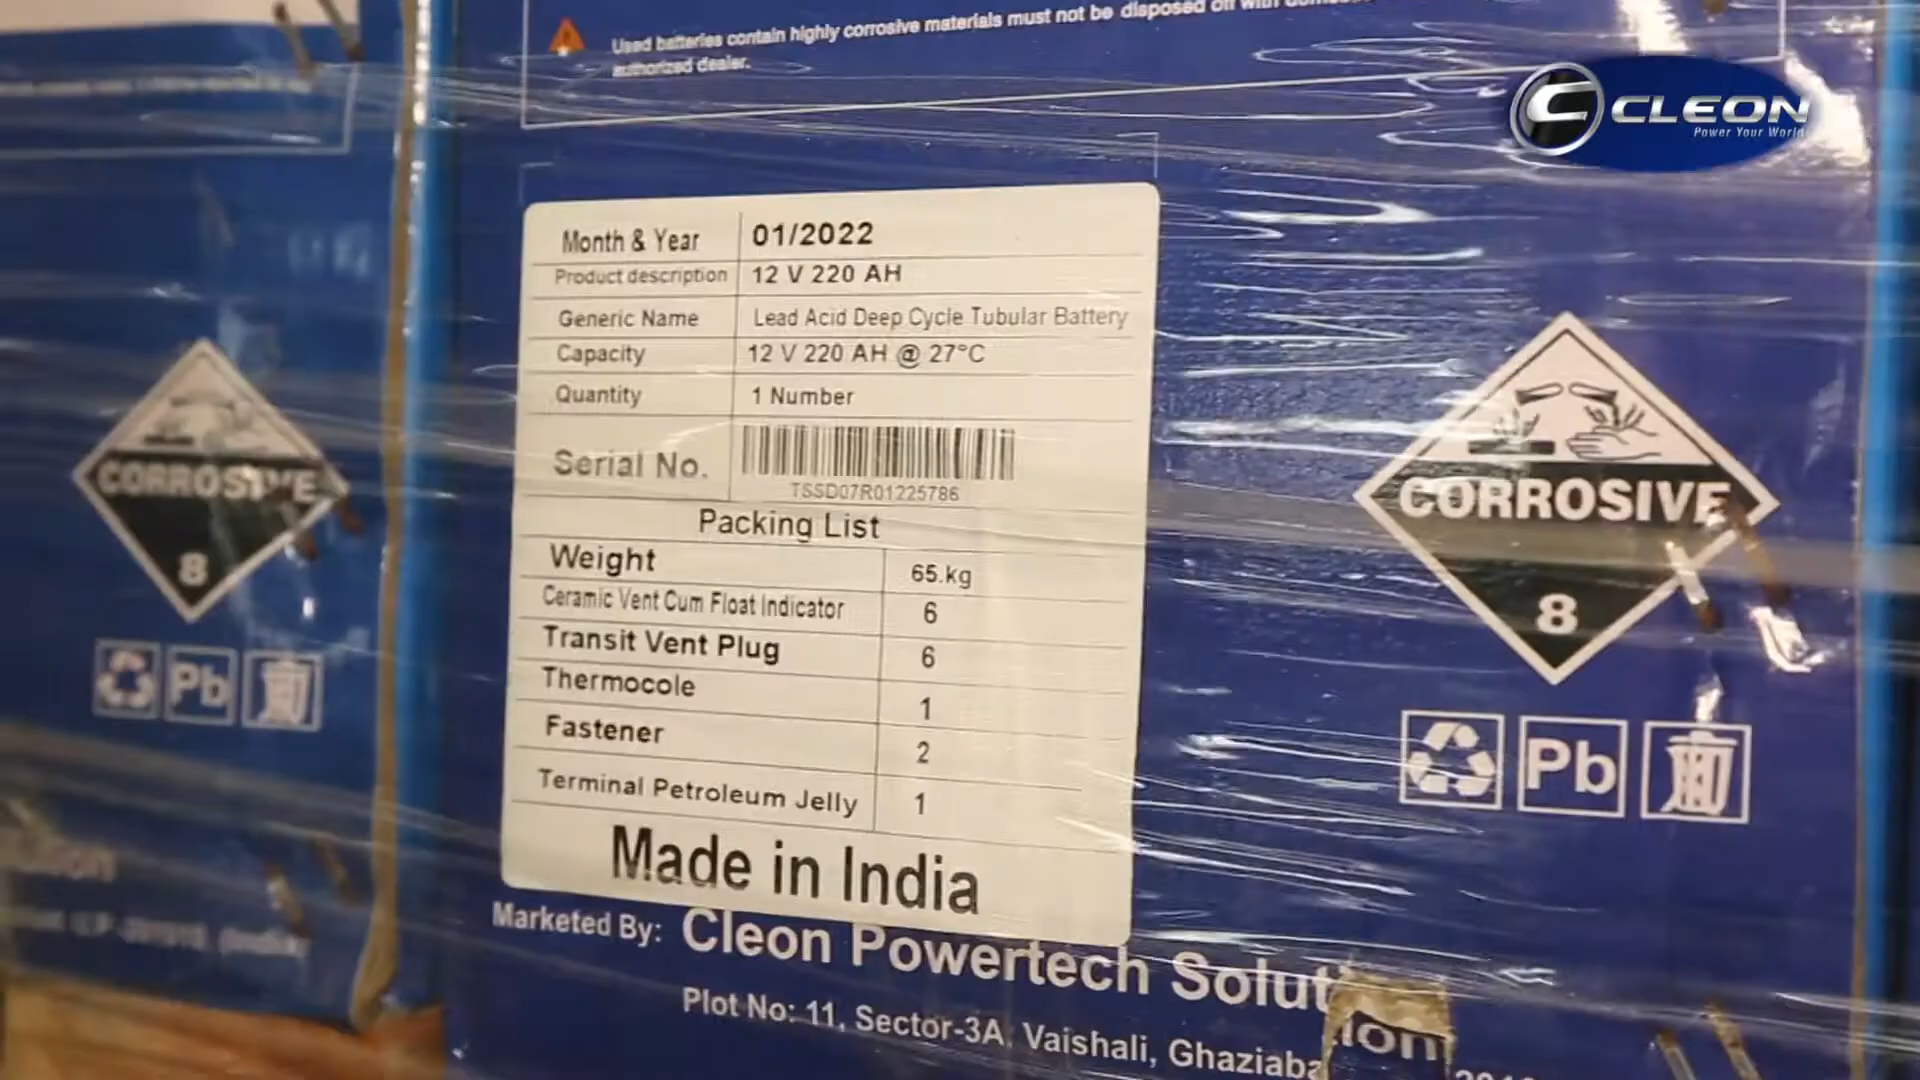 Used batteries contain highly corrosive materials must not be disposed off with
authorized dealer.
CLEON
Power Your World
Month & Year 01/2022
Product description 12 V 220 AH
Generic Name Lead Acid Deep Cycle Tubular Battery
Capacity 12 V 220 AH @ 27°C
Quantity 1 Number
Serial No.
TSSD07R01225786
Packing List
Weight 65.kg
Ceramic Vent Cum Float Indicator 6
Transit Vent Plug 6
Thermocole 1
Fastener 2
Terminal Petroleum Jelly 1
Made in India
Marketed By: Cleon Powertech Solution
Plot No: 11, Sector-3A, Vaishali, Ghaziaba
CORROSIVE
8
Pb
CORROSIVE
8
Pb